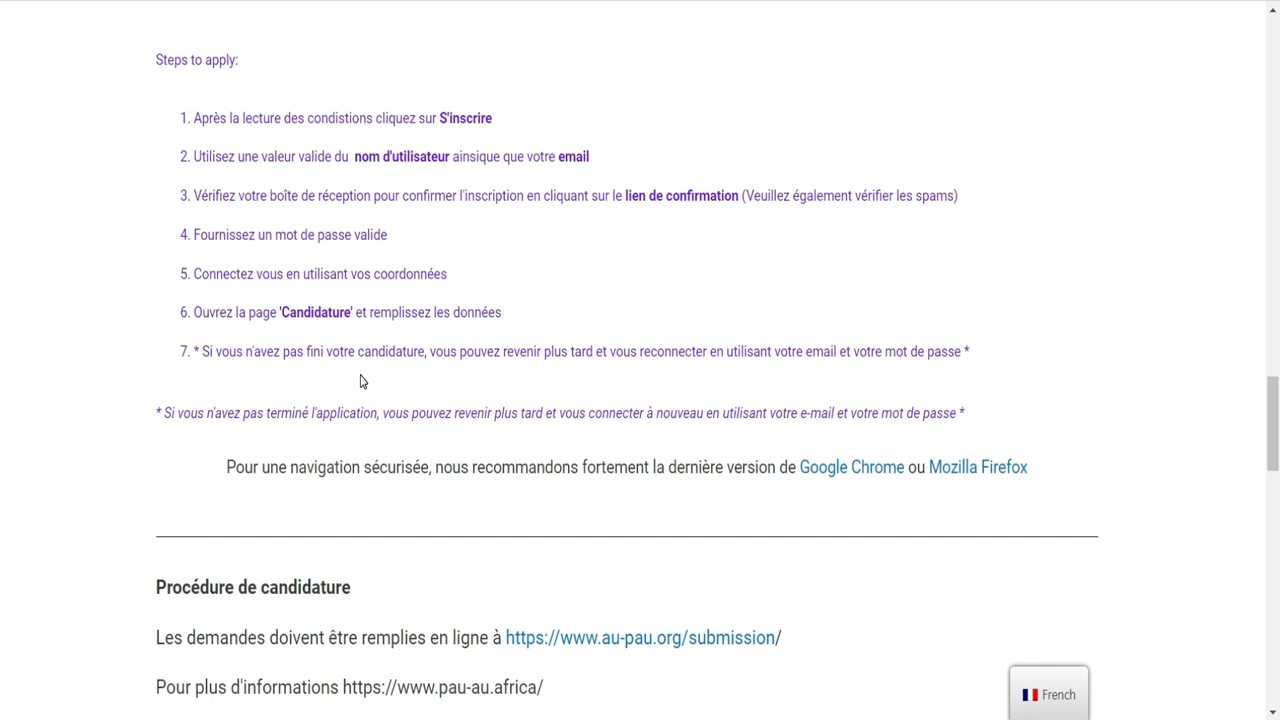 Steps to apply:
1. Après la lecture des condistions cliquez sur S'inscrire
2. Utilisez une valeur valide du nom d'utilisateur ainsique que votre email
3. Vérifiez votre boîte de réception pour confirmer l'inscription en cliquant sur le lien de confirmation (Veuillez également vérifier les spams)
4. Fournissez un mot de passe valide
5. Connectez vous en utilisant vos coordonnées
6. Ouvrez la page 'Candidature' et remplissez les données
7. * Si vous n'avez pas fini votre candidature, vous pouvez revenir plus tard et vous reconnecter en utilisant votre email et votre mot de passe *
* Si vous n'avez pas terminé l'application, vous pouvez revenir plus tard et vous connecter à nouveau en utilisant votre e-mail et votre mot de passe *
Pour une navigation sécurisée, nous recommandons fortement la dernière version de Google Chrome ou Mozilla Firefox
Procédure de candidature
Les demandes doivent être remplies en ligne à https://www.au-pau.org/submission/
Pour plus d'informations https://www.pau-au.africa/
French